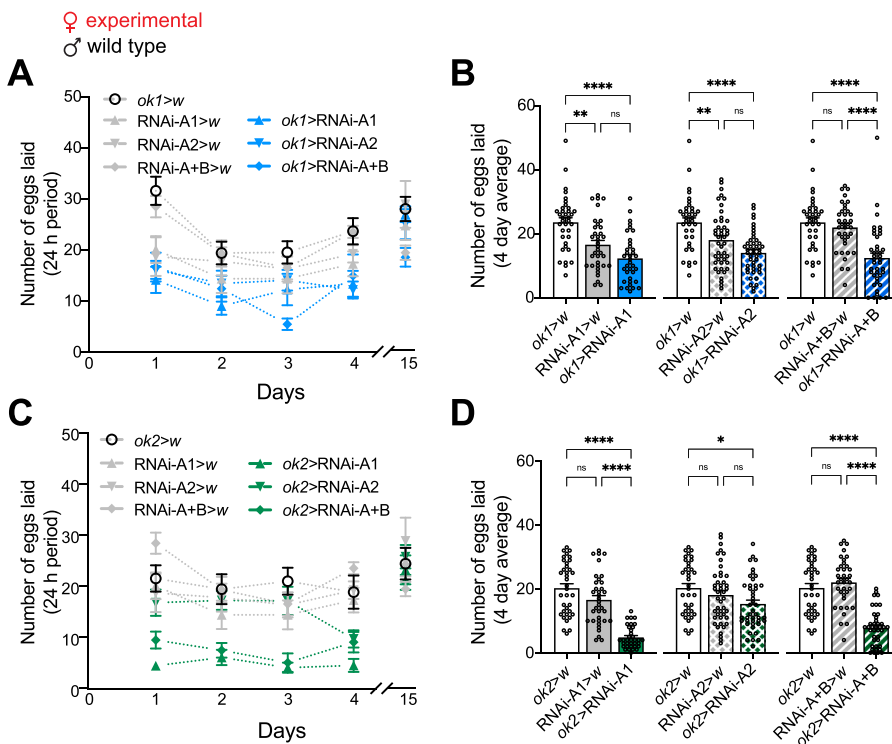 ♀ experimental
♂ wild type
A
Number of eggs laid
(24 h period)
50
40
30
20
10
0
ok1>w
RNAi-A1>w
RNAi-A2>w
RNAi-A+B>w
ok1>RNAi-A1
ok1>RNAi-A2
ok1>RNAi-A+B
0 1 2 3 4 15
Days
B
Number of eggs laid
(4 day average)
60
40
20
0
**** **** ****
** ns ** ns ns ****
ok1>w
RNAi-A1>w
ok1>RNAi-A1
ok1>w
RNAi-A2>w
ok1>RNAi-A2
ok1>w
RNAi-A+B>w
ok1>RNAi-A+B
C
Number of eggs laid
(24 h period)
50
40
30
20
10
0
ok2>w
RNAi-A1>w
RNAi-A2>w
RNAi-A+B>w
ok2>RNAi-A1
ok2>RNAi-A2
ok2>RNAi-A+B
0 1 2 3 4 15
Days
D
Number of eggs laid
(4 day average)
60
40
20
0
**** * ****
ns **** ns ns ns ****
ok2>w
RNAi-A1>w
ok2>RNAi-A1
ok2>w
RNAi-A2>w
ok2>RNAi-A2
ok2>w
RNAi-A+B>w
ok2>RNAi-A+B